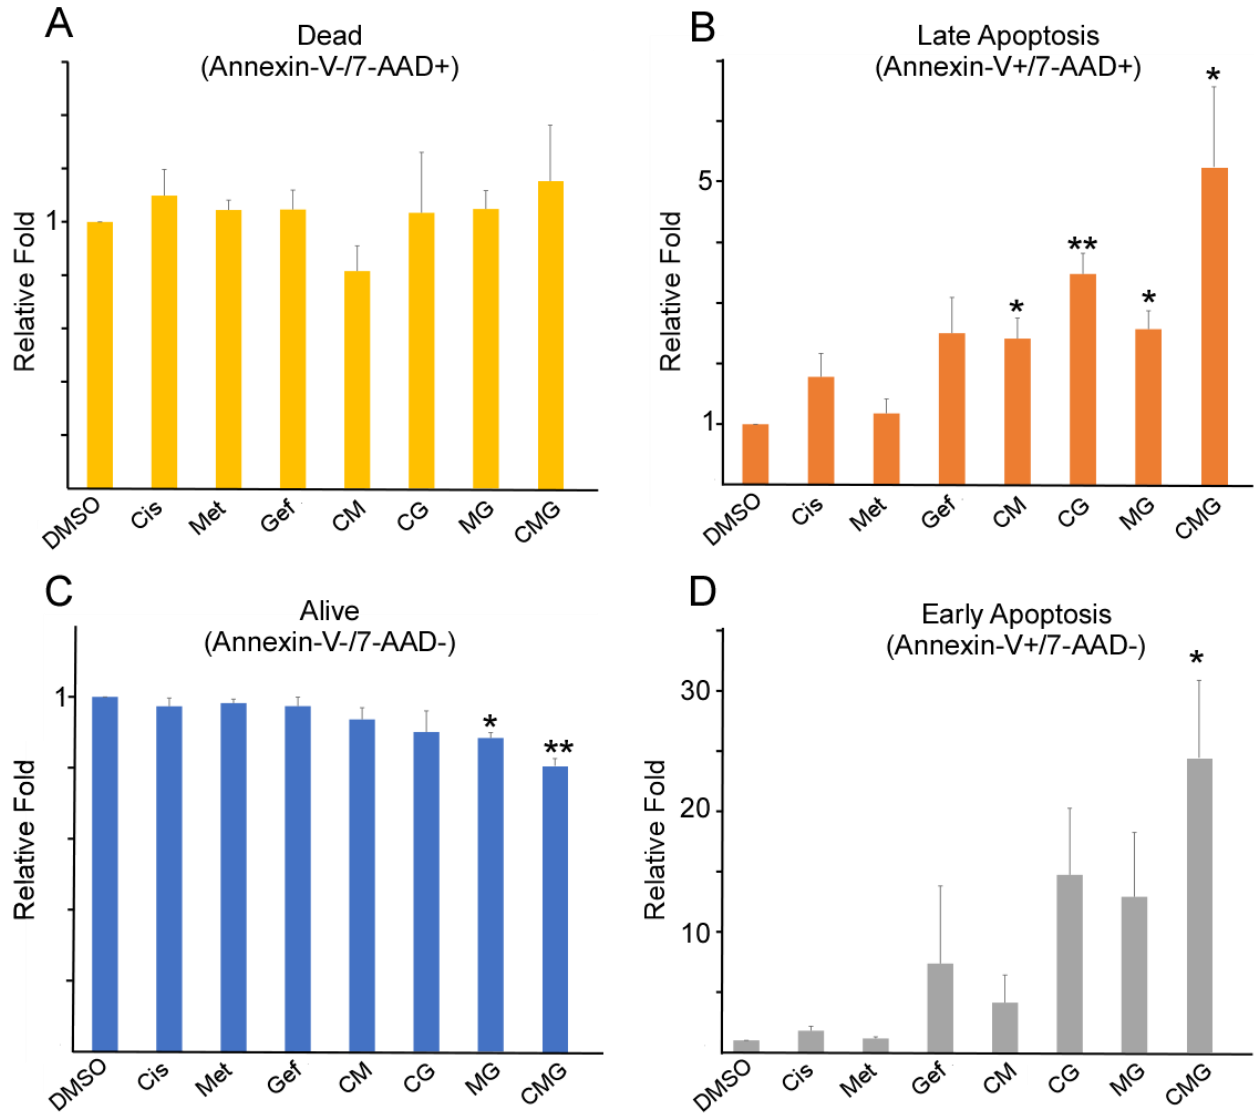 A
Dead
(Annexin-V-/7-AAD+)
Relative Fold
1
DMSO
Cis
Met
Gef
CM
CG
MG
CMG
B
Late Apoptosis
(Annexin-V+/7-AAD+)
Relative Fold
5
1
*
**
*
*
DMSO
Cis
Met
Gef
CM
CG
MG
CMG
C
Alive
(Annexin-V-/7-AAD-)
Relative Fold
1
*
**
DMSO
Cis
Met
Gef
CM
CG
MG
CMG
D
Early Apoptosis
(Annexin-V+/7-AAD-)
Relative Fold
30
20
10
*
DMSO
Cis
Met
Gef
CM
CG
MG
CMG